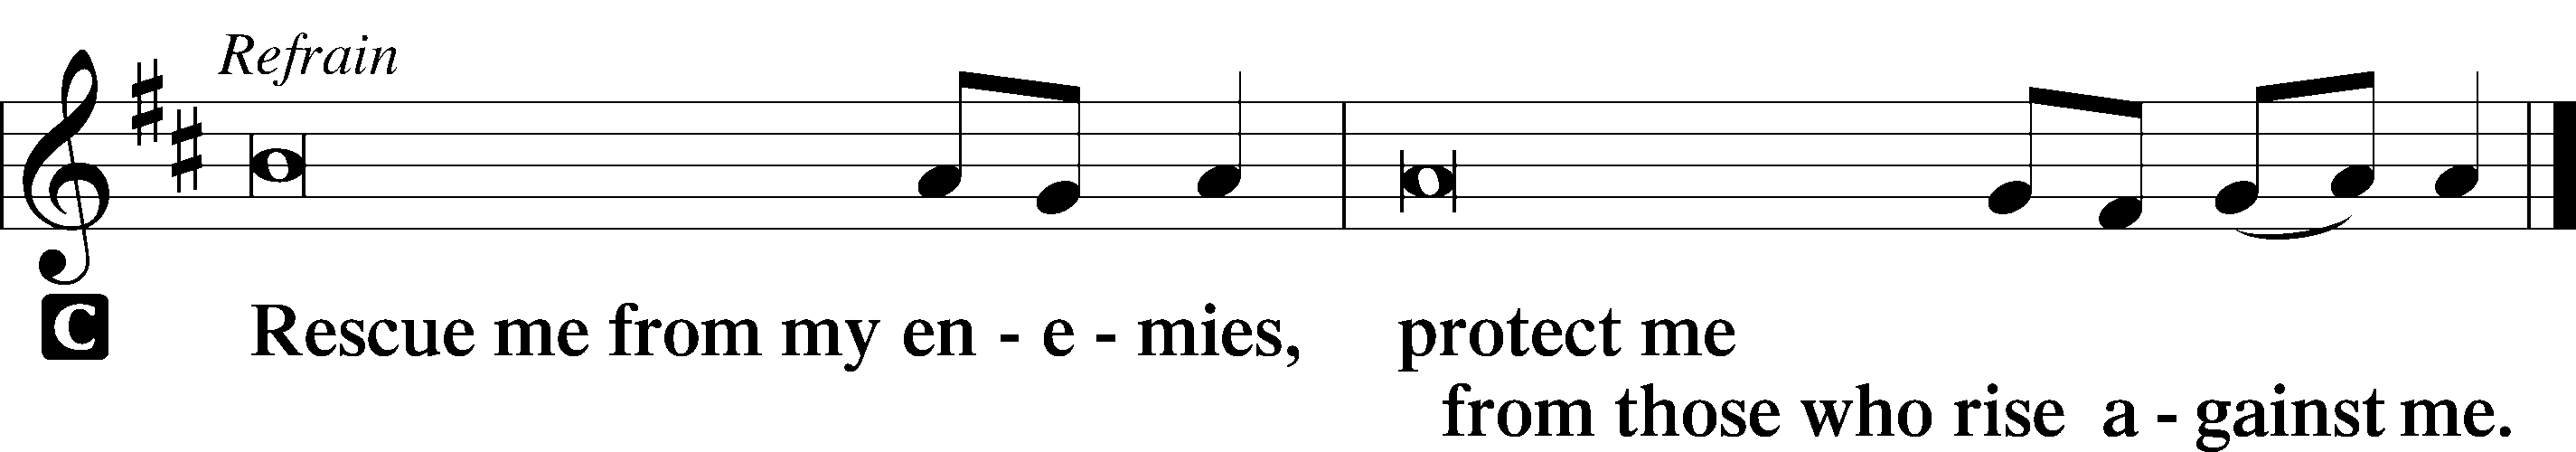 Refrain
C Rescue me from my en - e - mies, protect me
from those who rise a - gainst me.